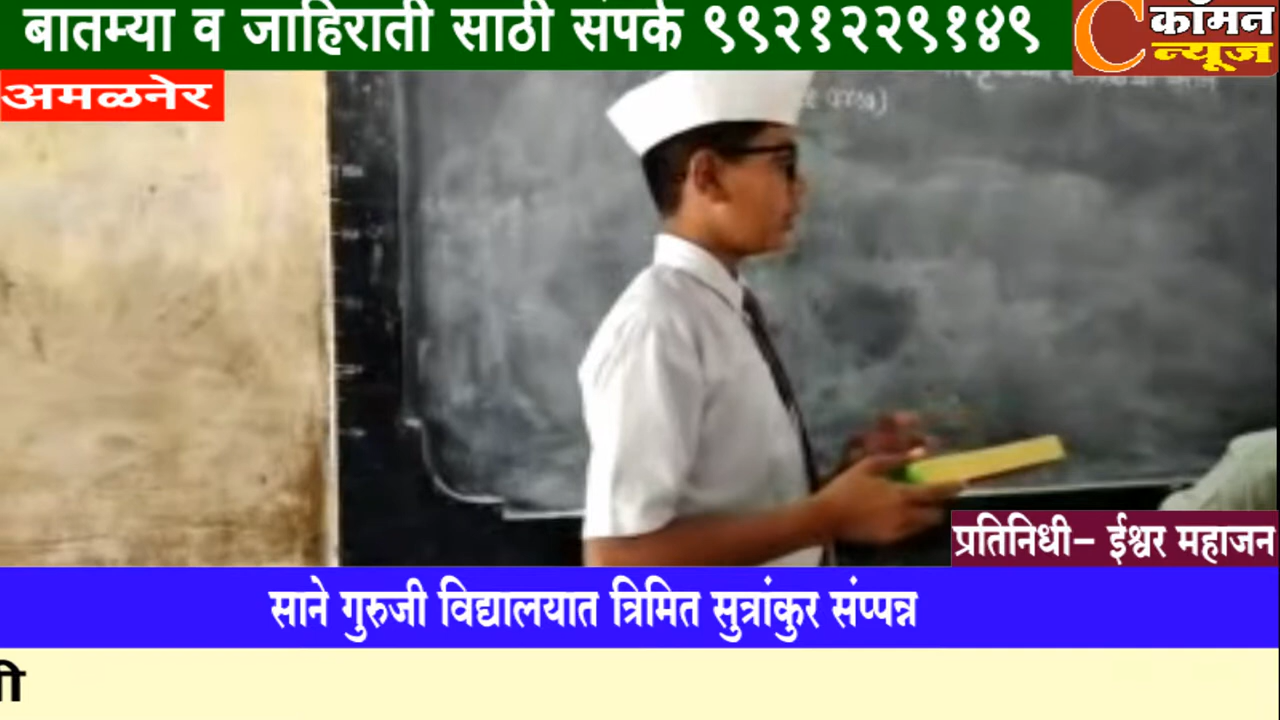 बातम्या व जाहिराती साठी संपर्क ९९२१२२९१४९
कॉमन
न्यूज
अमळनेर
प्रतिनिधी- ईश्वर महाजन
साने गुरुजी विद्यालयात त्रिमित सुत्रांकुर संप्पन्न